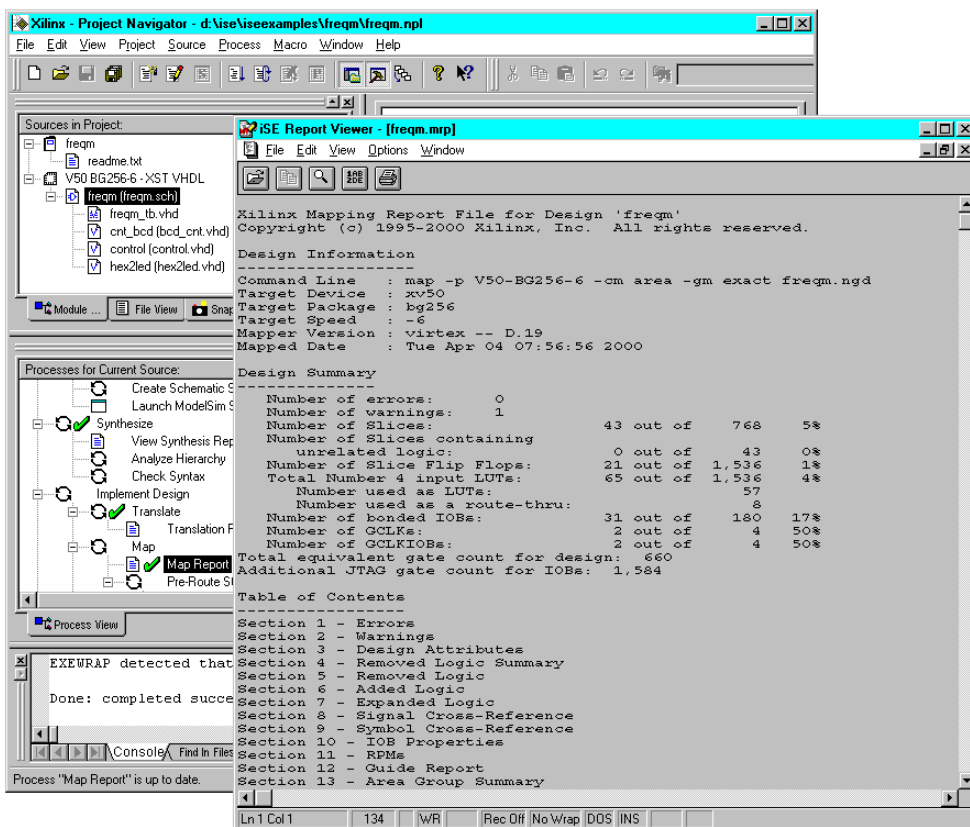 Xilinx - Project Navigator - d:\ise\iseexamples\freqm\freqm.npl
File Edit View Project Source Process Macro Window Help
Sources in Project:
freqm
readme.txt
V50 BG256-6 - XST VHDL
freqm (freqm.sch)
freqm_tb.vhd
cnt_bcd (bcd_cnt.vhd)
control (control.vhd)
hex2led (hex2led.vhd)
Module ... File View Snap
Processes for Current Source:
Create Schematic S
Launch ModelSim S
Synthesize
View Synthesis Rep
Analyze Hierarchy
Check Syntax
Implement Design
Translate
Translation F
Map
Map Report
Pre-Route St
Process View
EXEWRAP detected that
Done: completed succe
Console Find In Files
Process "Map Report" is up to date.
iSE Report Viewer - [freqm.mrp]
File Edit View Options Window
Xilinx Mapping Report File for Design 'freqm'
Copyright (c) 1995-2000 Xilinx, Inc. All rights reserved.
Design Information
------------------
Command Line : map -p V50-BG256-6 -cm area -gm exact freqm.ngd
Target Device : xv50
Target Package : bg256
Target Speed : -6
Mapper Version : virtex -- D.19
Mapped Date : Tue Apr 04 07:56:56 2000
Design Summary
--------------
Number of errors: 0
Number of warnings: 1
Number of Slices: 43 out of 768 5%
Number of Slices containing
unrelated logic: 0 out of 43 0%
Number of Slice Flip Flops: 21 out of 1,536 1%
Total Number 4 input LUTs: 65 out of 1,536 4%
Number used as LUTs: 57
Number used as a route-thru: 8
Number of bonded IOBs: 31 out of 180 17%
Number of GCLKs: 2 out of 4 50%
Number of GCLKIOBs: 2 out of 4 50%
Total equivalent gate count for design: 660
Additional JTAG gate count for IOBs: 1,584
Table of Contents
-----------------
Section 1 - Errors
Section 2 - Warnings
Section 3 - Design Attributes
Section 4 - Removed Logic Summary
Section 5 - Removed Logic
Section 6 - Added Logic
Section 7 - Expanded Logic
Section 8 - Signal Cross-Reference
Section 9 - Symbol Cross-Reference
Section 10 - IOB Properties
Section 11 - RPMs
Section 12 - Guide Report
Section 13 - Area Group Summary
Ln 1 Col 1 134 WR Rec Off No Wrap DOS INS